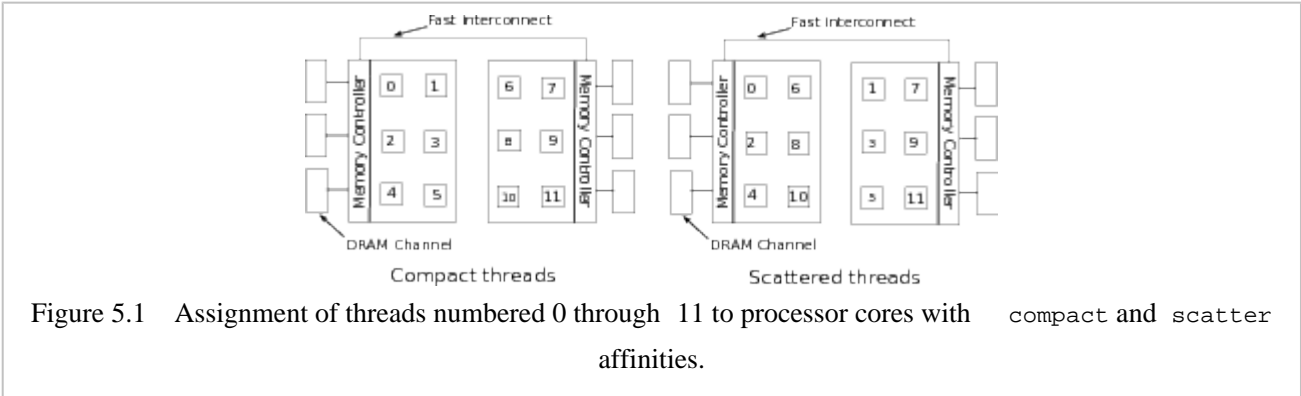 Fast Interconnect
Memory Controller
0 1
2 3
4 5
6 7
8 9
10 11
Memory Controller
DRAM Channel
Compact threads
Fast Interconnect
Memory Controller
0 6
2 8
4 10
1 7
3 9
5 11
Memory Controller
DRAM Channel
Scattered threads
Figure 5.1 Assignment of threads numbered 0 through 11 to processor cores with compact and scatter
affinities.